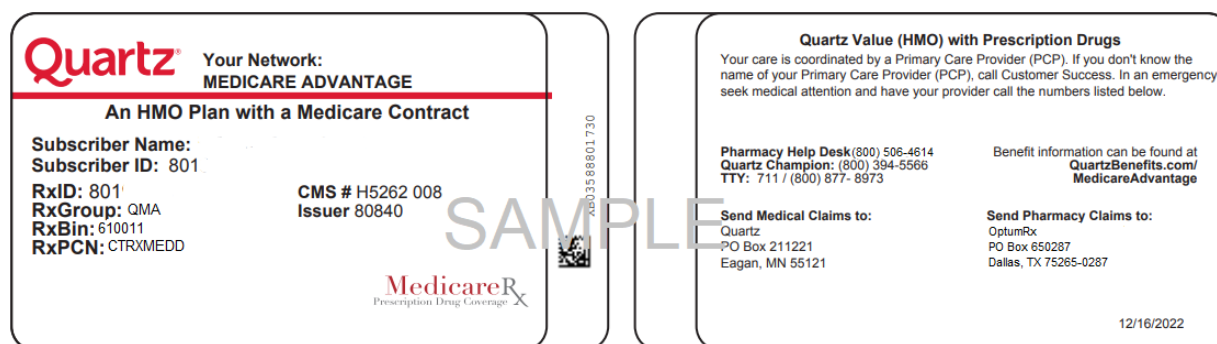 Quartz®
Your Network:
MEDICARE ADVANTAGE
An HMO Plan with a Medicare Contract
Subscriber Name:
Subscriber ID: 801
RxID: 801
RxGroup: QMA
RxBin: 610011
RxPCN: CTRXMEDD
CMS # H5262 008
Issuer 80840
MedicareRx
Prescription Drug Coverage
XB03588801730
SAMPLE
Quartz Value (HMO) with Prescription Drugs
Your care is coordinated by a Primary Care Provider (PCP). If you don't know the
name of your Primary Care Provider (PCP), call Customer Success. In an emergency
seek medical attention and have your provider call the numbers listed below.
Pharmacy Help Desk (800) 506-4614
Quartz Champion: (800) 394-5566
TTY: 711 / (800) 877- 8973
Benefit information can be found at
QuartzBenefits.com/
MedicareAdvantage
Send Medical Claims to:
Quartz
PO Box 211221
Eagan, MN 55121
Send Pharmacy Claims to:
OptumRx
PO Box 650287
Dallas, TX 75265-0287
12/16/2022